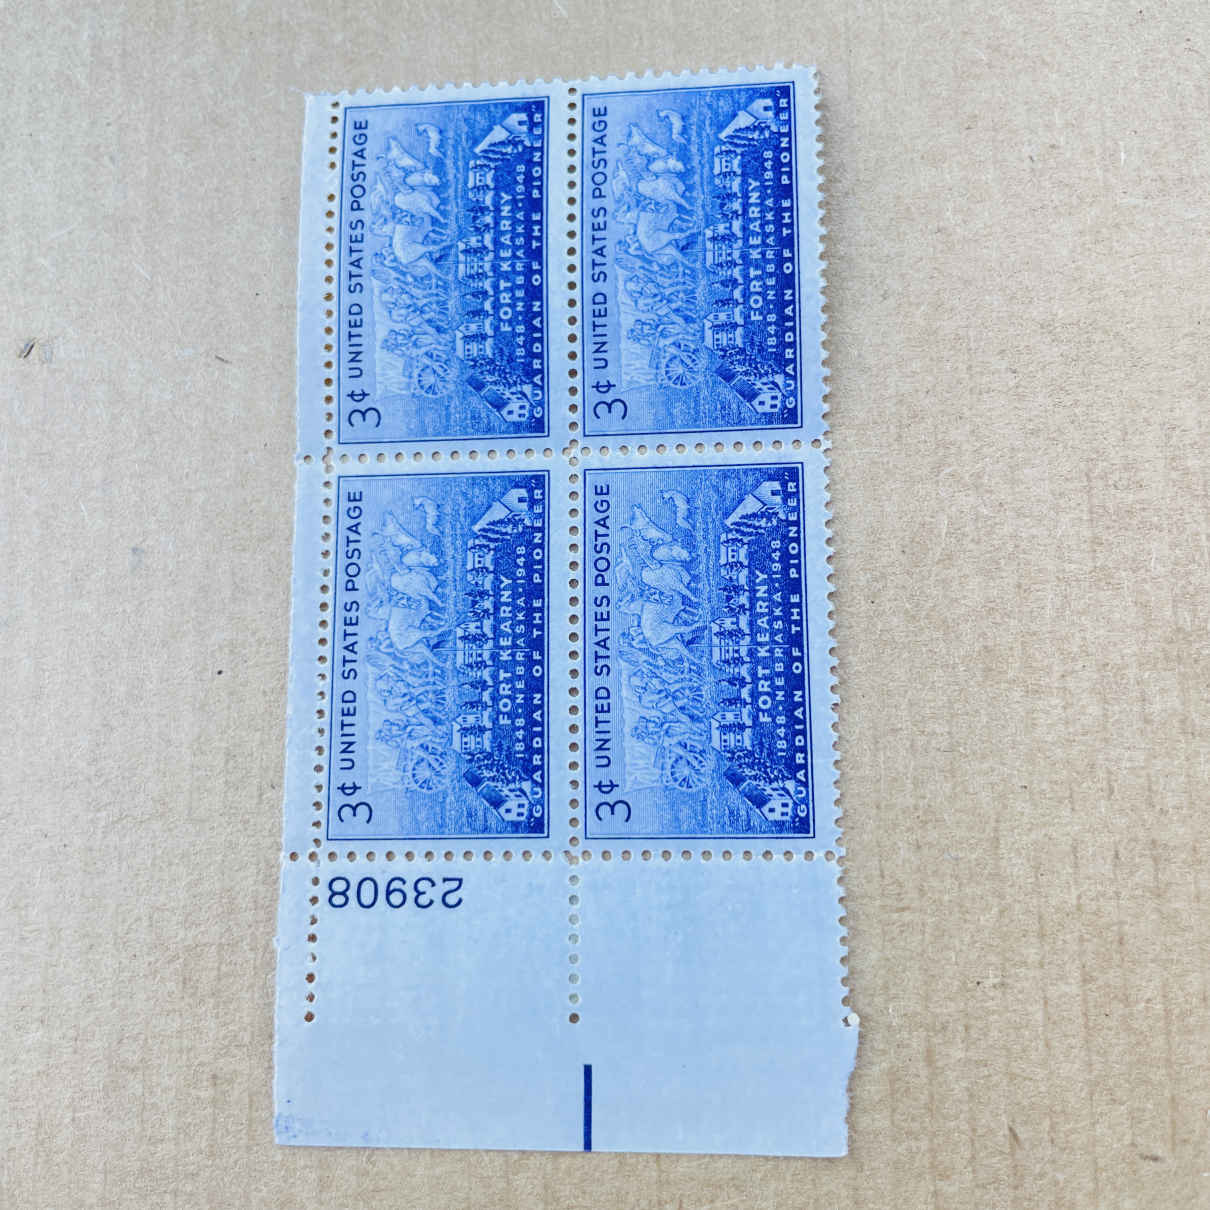 3¢ UNITED STATES POSTAGE
FORT KEARNY
1848·NEBRASKA·1948
"GUARDIAN OF THE PIONEER"
3¢ UNITED STATES POSTAGE
FORT KEARNY
1848·NEBRASKA·1948
"GUARDIAN OF THE PIONEER"
3¢ UNITED STATES POSTAGE
FORT KEARNY
1848·NEBRASKA·1948
"GUARDIAN OF THE PIONEER"
3¢ UNITED STATES POSTAGE
FORT KEARNY
1848·NEBRASKA·1948
"GUARDIAN OF THE PIONEER"
23908